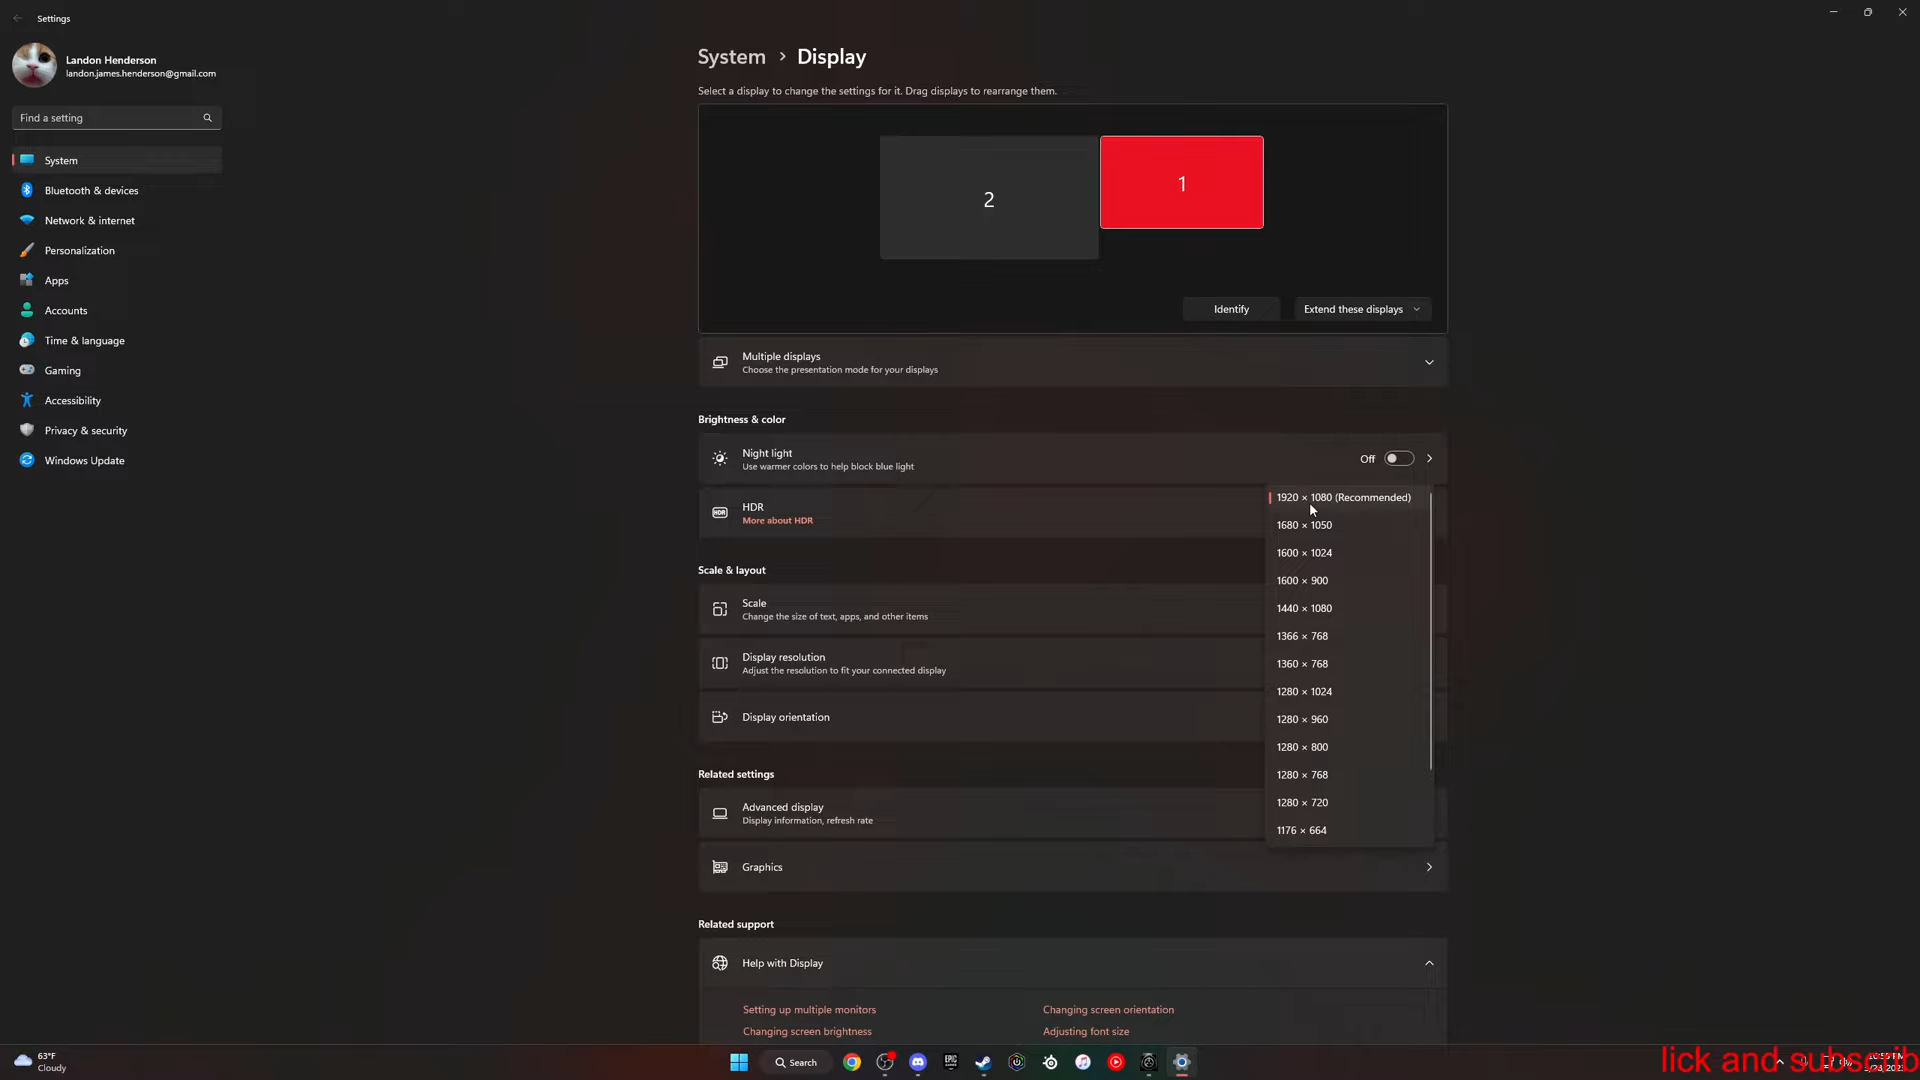 Settings
Landon Henderson
landon.james.henderson@gmail.com
Find a setting
System
Bluetooth & devices
Network & internet
Personalization
Apps
Accounts
Time & language
Gaming
Accessibility
Privacy & security
Windows Update
System › Display
Select a display to change the settings for it. Drag displays to rearrange them.
2
1
Identify
Extend these displays
Multiple displays
Choose the presentation mode for your displays
Brightness & color
Night light
Use warmer colors to help block blue light
Off
HDR
HDR
More about HDR
Scale & layout
Scale
Change the size of text, apps, and other items
Display resolution
Adjust the resolution to fit your connected display
Display orientation
1920 × 1080 (Recommended)
1680 × 1050
1600 × 1024
1600 × 900
1440 × 1080
1366 × 768
1360 × 768
1280 × 1024
1280 × 960
1280 × 800
1280 × 768
1280 × 720
1176 × 664
Related settings
Advanced display
Display information, refresh rate
Graphics
Related support
Help with Display
Setting up multiple monitors
Changing screen orientation
Changing screen brightness
Adjusting font size
63°F
Cloudy
Search
EPIC
lick and subscrib